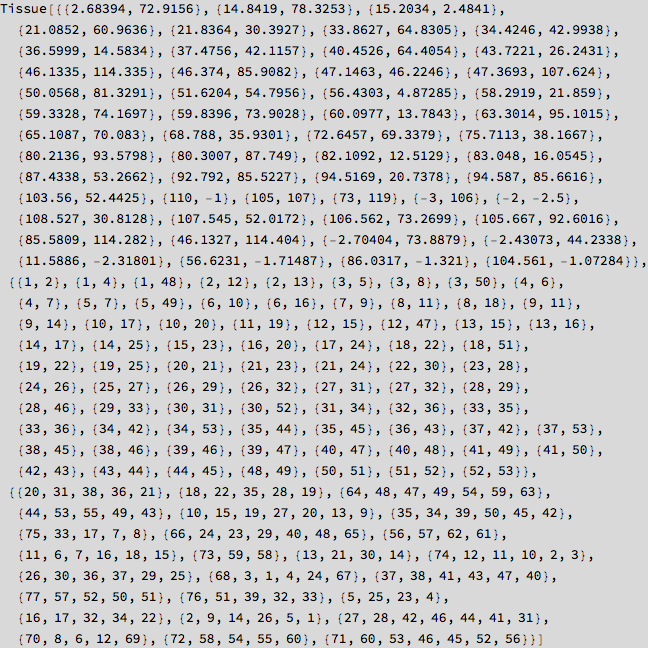 Tissue[{{2.68394, 72.9156}, {14.8419, 78.3253}, {15.2034, 2.4841},
{21.0852, 60.9636}, {21.8364, 30.3927}, {33.8627, 64.8305}, {34.4246, 42.9938},
{36.5999, 14.5834}, {37.4756, 42.1157}, {40.4526, 64.4054}, {43.7221, 26.2431},
{46.1335, 114.335}, {46.374, 85.9082}, {47.1463, 46.2246}, {47.3693, 107.624},
{50.0568, 81.3291}, {51.6204, 54.7956}, {56.4303, 4.87285}, {58.2919, 21.859},
{59.3328, 74.1697}, {59.8396, 73.9028}, {60.0977, 13.7843}, {63.3014, 95.1015},
{65.1087, 70.083}, {68.788, 35.9301}, {72.6457, 69.3379}, {75.7113, 38.1667},
{80.2136, 93.5798}, {80.3007, 87.749}, {82.1092, 12.5129}, {83.048, 16.0545},
{87.4338, 53.2662}, {92.792, 85.5227}, {94.5169, 20.7378}, {94.587, 85.6616},
{103.56, 52.4425}, {110, -1}, {105, 107}, {73, 119}, {-3, 106}, {-2, -2.5},
{108.527, 30.8128}, {107.545, 52.0172}, {106.562, 73.2699}, {105.667, 92.6016},
{85.5809, 114.282}, {46.1327, 114.404}, {-2.70404, 73.8879}, {-2.43073, 44.2338},
{11.5886, -2.31801}, {56.6231, -1.71487}, {86.0317, -1.321}, {104.561, -1.07284}},
{{1, 2}, {1, 4}, {1, 48}, {2, 12}, {2, 13}, {3, 5}, {3, 8}, {3, 50}, {4, 6},
{4, 7}, {5, 7}, {5, 49}, {6, 10}, {6, 16}, {7, 9}, {8, 11}, {8, 18}, {9, 11},
{9, 14}, {10, 17}, {10, 20}, {11, 19}, {12, 15}, {12, 47}, {13, 15}, {13, 16},
{14, 17}, {14, 25}, {15, 23}, {16, 20}, {17, 24}, {18, 22}, {18, 51},
{19, 22}, {19, 25}, {20, 21}, {21, 23}, {21, 24}, {22, 30}, {23, 28},
{24, 26}, {25, 27}, {26, 29}, {26, 32}, {27, 31}, {27, 32}, {28, 29},
{28, 46}, {29, 33}, {30, 31}, {30, 52}, {31, 34}, {32, 36}, {33, 35},
{33, 36}, {34, 42}, {34, 53}, {35, 44}, {35, 45}, {36, 43}, {37, 42}, {37, 53},
{38, 45}, {38, 46}, {39, 46}, {39, 47}, {40, 47}, {40, 48}, {41, 49}, {41, 50},
{42, 43}, {43, 44}, {44, 45}, {48, 49}, {50, 51}, {51, 52}, {52, 53}},
{{20, 31, 38, 36, 21}, {18, 22, 35, 28, 19}, {64, 48, 47, 49, 54, 59, 63},
{44, 53, 55, 49, 43}, {10, 15, 19, 27, 20, 13, 9}, {35, 34, 39, 50, 45, 42},
{75, 33, 17, 7, 8}, {66, 24, 23, 29, 40, 48, 65}, {56, 57, 62, 61},
{11, 6, 7, 16, 18, 15}, {73, 59, 58}, {13, 21, 30, 14}, {74, 12, 11, 10, 2, 3},
{26, 30, 36, 37, 29, 25}, {68, 3, 1, 4, 24, 67}, {37, 38, 41, 43, 47, 40},
{77, 57, 52, 50, 51}, {76, 51, 39, 32, 33}, {5, 25, 23, 4},
{16, 17, 32, 34, 22}, {2, 9, 14, 26, 5, 1}, {27, 28, 42, 46, 44, 41, 31},
{70, 8, 6, 12, 69}, {72, 58, 54, 55, 60}, {71, 60, 53, 46, 45, 52, 56}}]